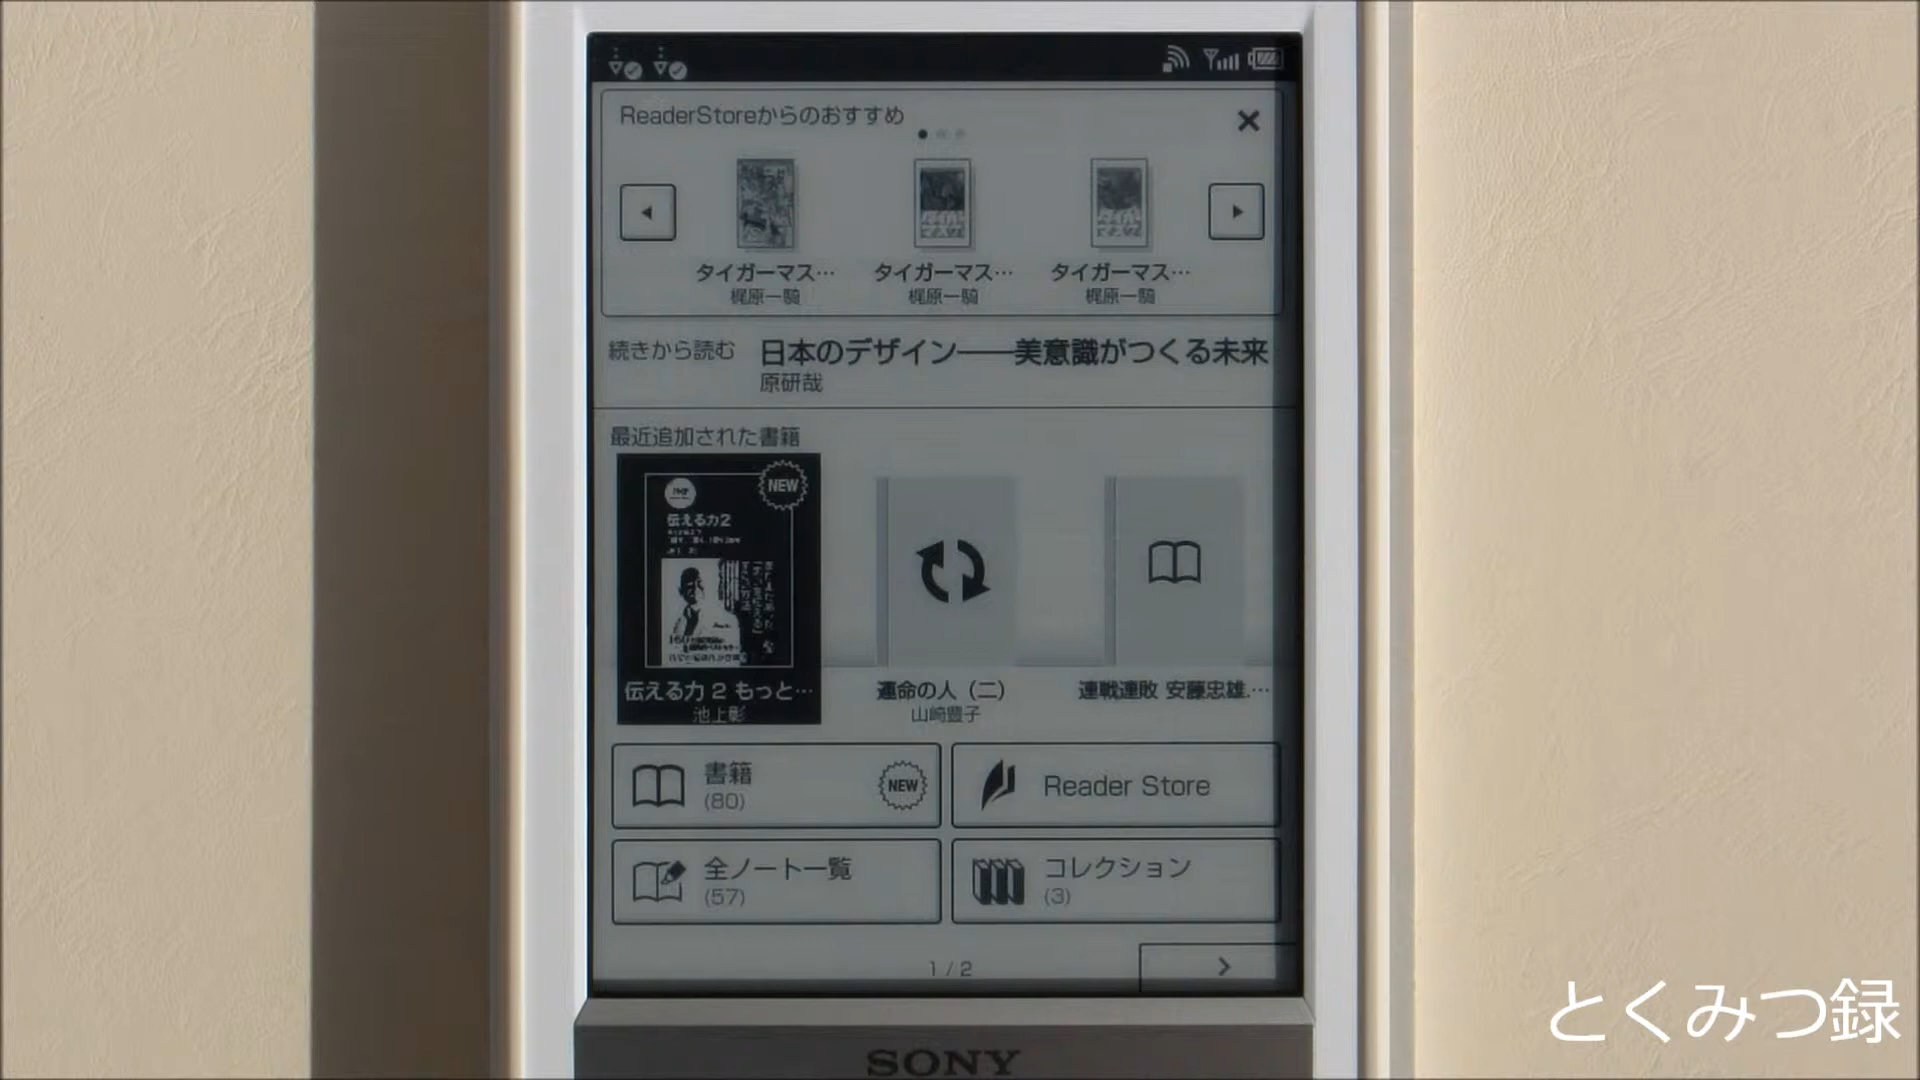 ReaderStoreからのおすすめ
タイガーマス… タイガーマス… タイガーマス…
梶原一騎 梶原一騎 梶原一騎
続きから読む 日本のデザイン――美意識がつくる未来
原研哉
最近追加された書籍
NEW
伝える力2
伝える力 2 もっと… 運命の人（二） 連戦連敗 安藤忠雄.…
池上彰 山崎豊子
書籍
(80)
NEW
Reader Store
全ノート一覧
(57)
コレクション
(3)
1 / 2
とくみつ録
SONY